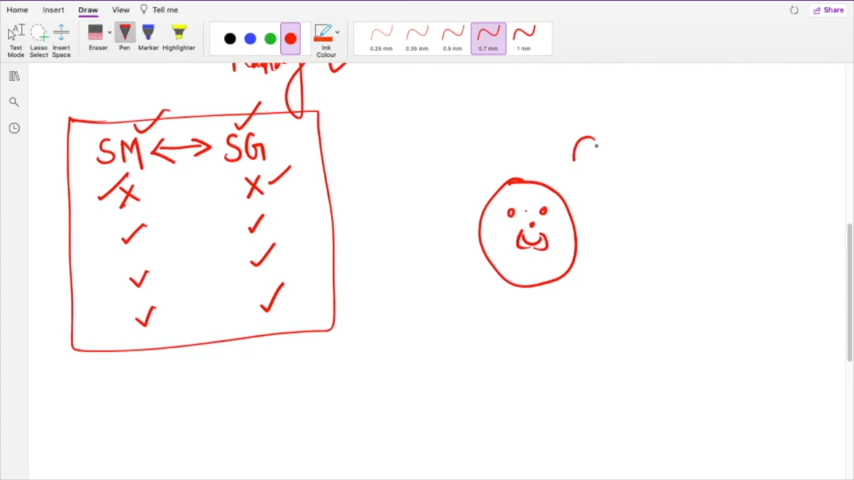 Home Insert Draw View Tell me Share
Text Mode Lasso Select Insert Space Eraser Pen Marker Highlighter Ink Colour 0.25 mm 0.35 mm 0.5 mm 0.7 mm 1 mm
SM ↔ SG ✓ ✓
✓ X X ✓
✓ ✓
✓ ✓
✓ ✓